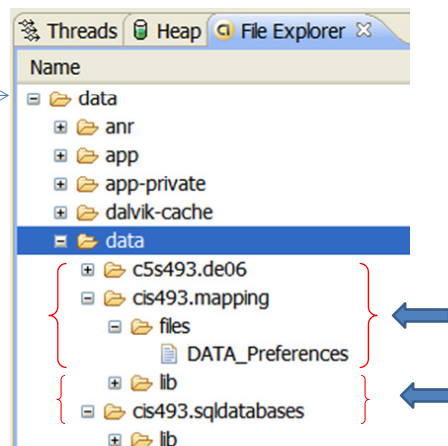 Threads Heap File Explorer
Name
data
anr
app
app-private
dalvik-cache
data
c5s493.de06
cis493.mapping
files
DATA_Preferences
lib
cis493.sqldatabases
lib